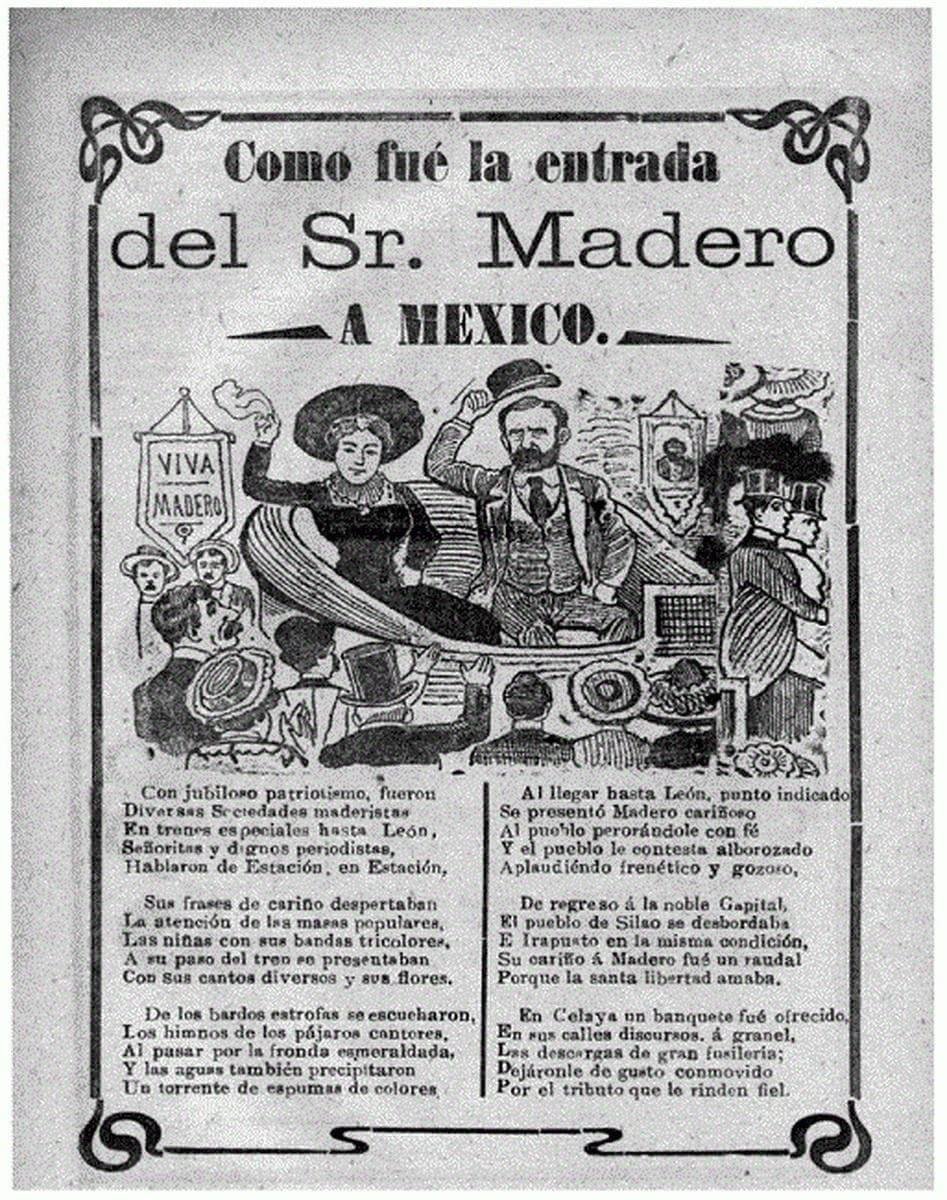 Como fué la entrada
del Sr. Madero
A MEXICO.
VIVA
MADERO
Con jubiloso patriotismo, fueron
Diversas Sociedades maderistas
En trenes especiales hasta León,
Señoritas y dignos periodistas,
Hablaron de Estación, en Estación,
Sus frases de cariño despertaban
La atención de las masas populares,
Las niñas con sus bandas tricolores,
A su paso del tren se presentaban
Con sus cantos diversos y sus flores.
De los bardos estrofas se escucharon,
Los himnos de los pájaros cantores,
Al pasar por la fronda esmeraldada,
Y las aguas también precipitaron
Un torrente de espumas de colores
Al llegar hasta León, punto indicado
Se presentó Madero cariñoso
Al pueblo perorándole con fé
Y el pueblo le contesta alborozado
Aplaudiéndo frenético y gozoso,
De regreso á la noble Capital,
El pueblo de Silao se desbordaba
E Irapusto en la misma condición,
Su cariño á Madero fué un raudal
Porque la santa libertad amaba.
En Celaya un banquete fué ofrecido,
En sus calles discursos. á granel,
Las descargas de gran fusilería;
Dejáronle de gusto conmovido
Por el tributo que le rinden fiel.